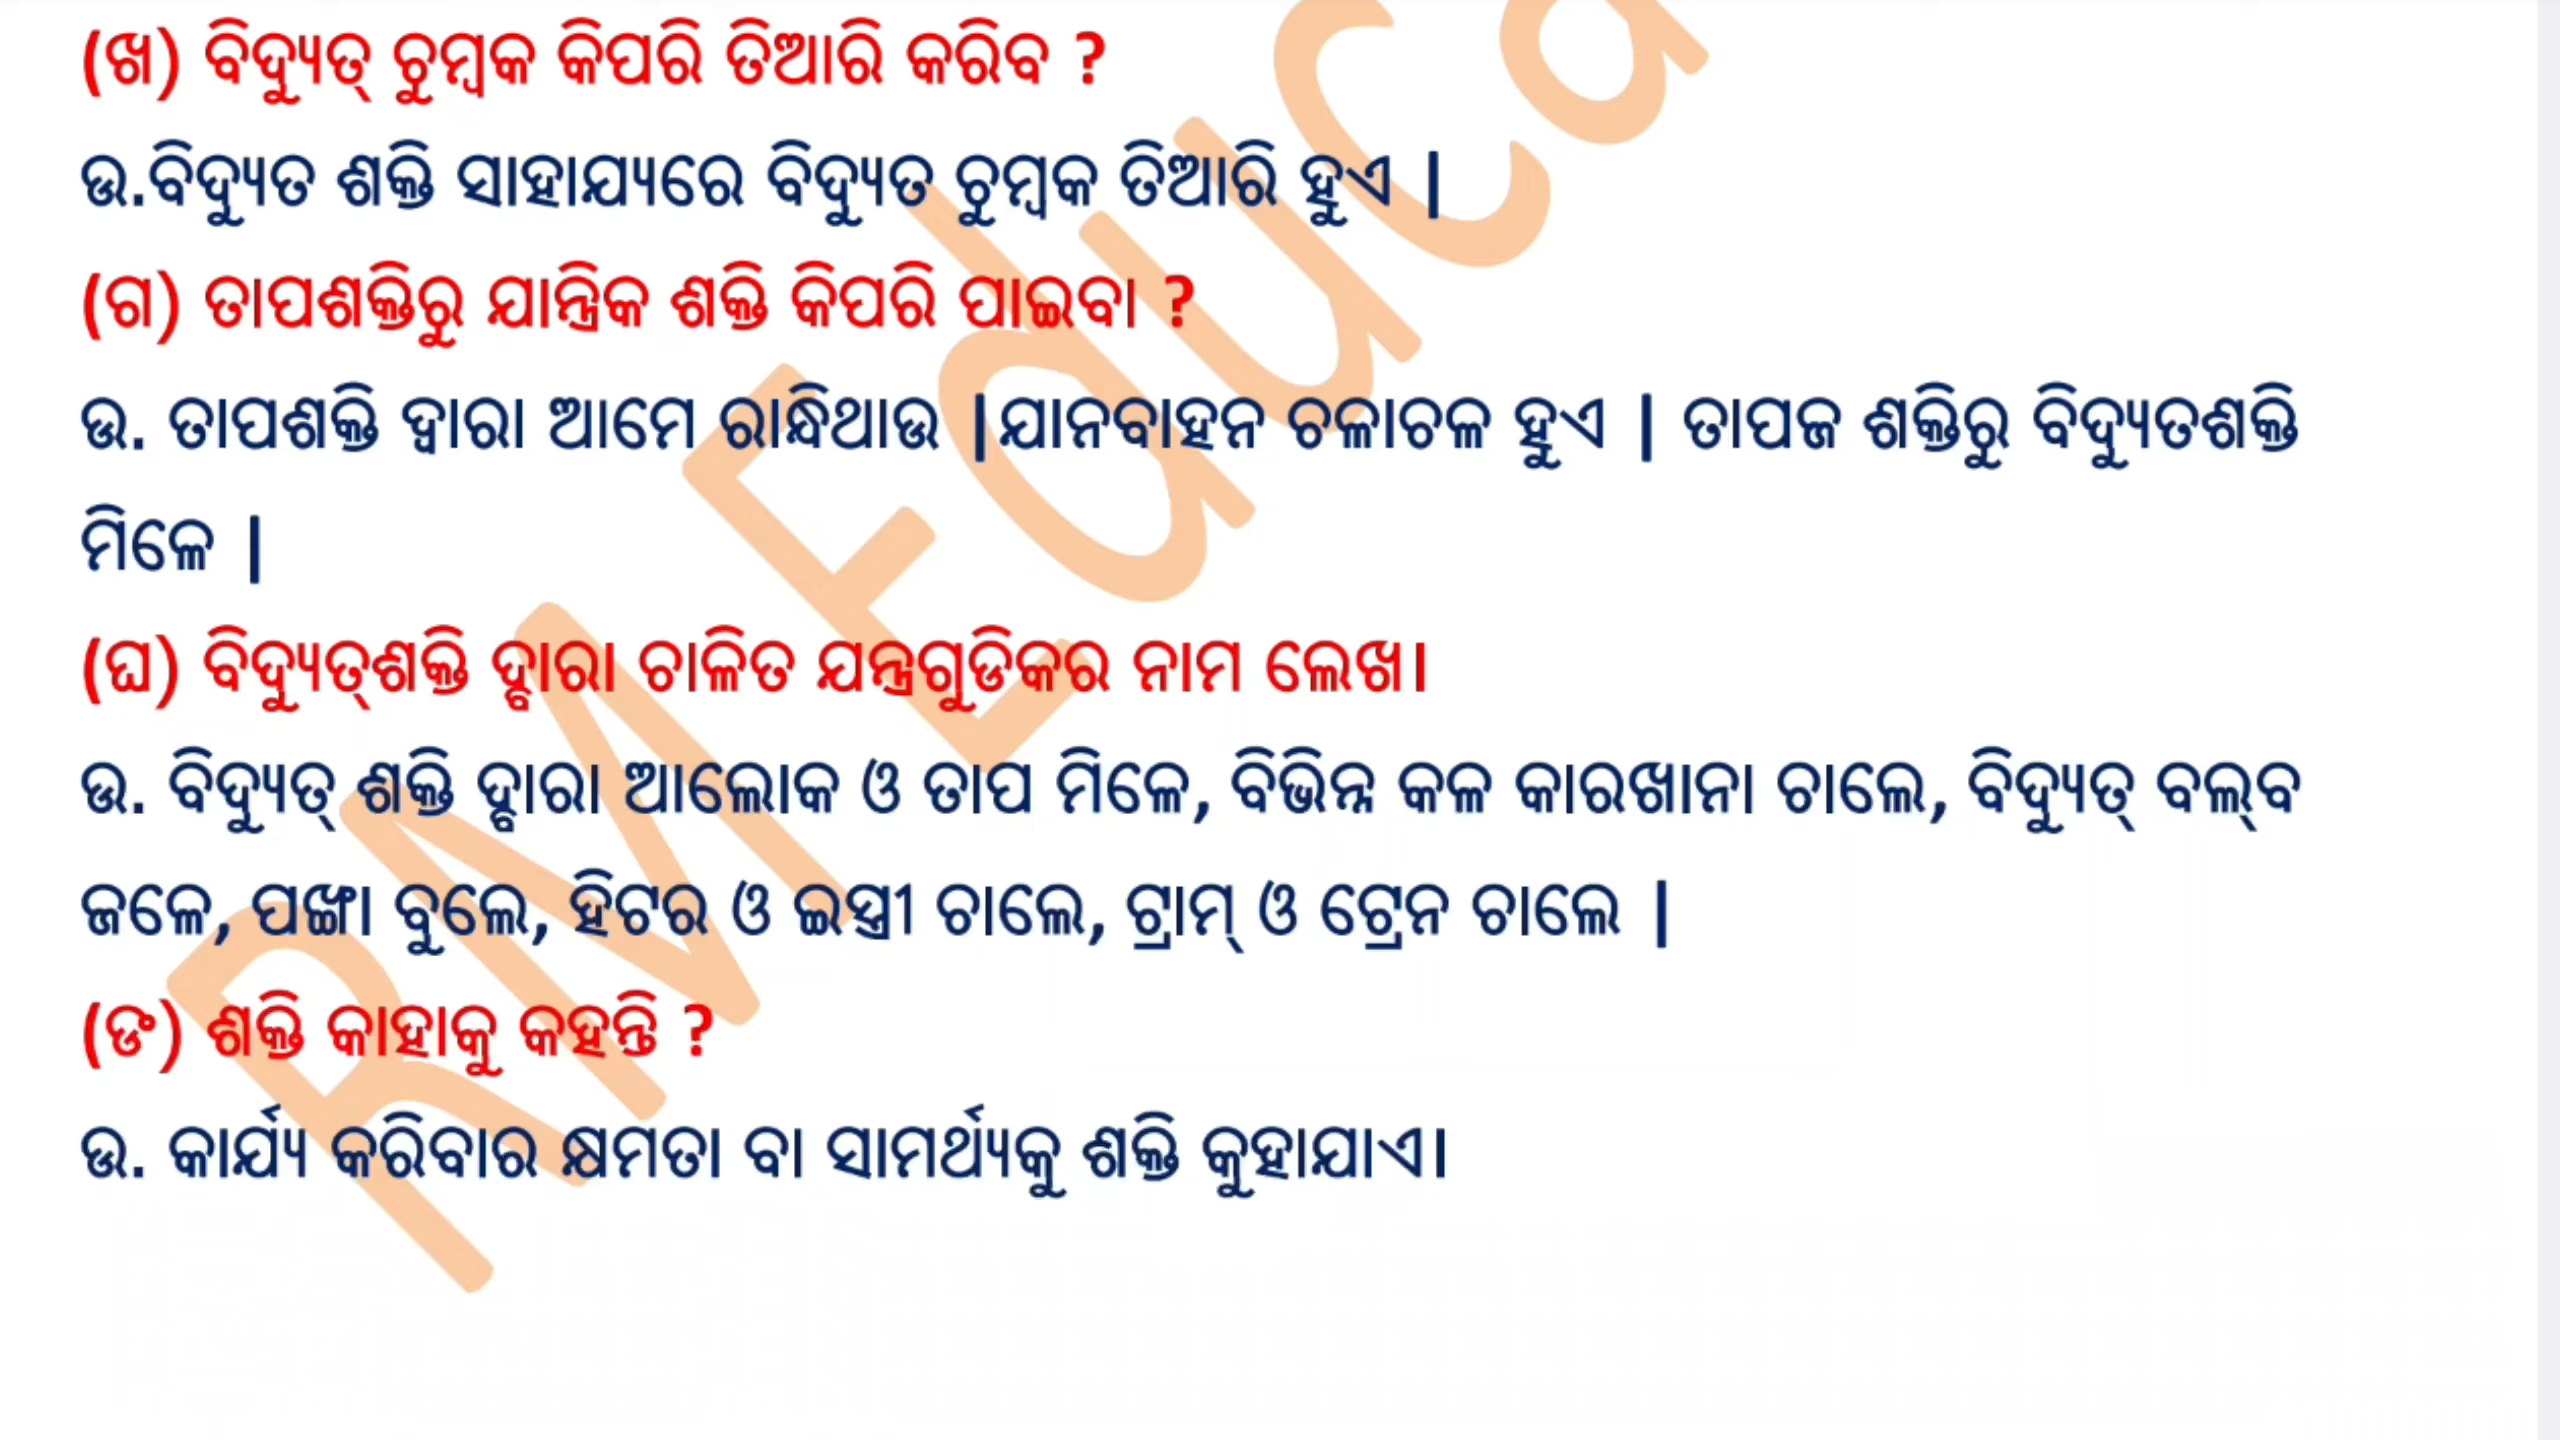 (ଖ) ବିଦ୍ୟୁତ୍ ଚୁମ୍ବକ କିପରି ତିଆରି କରିବ ?
ଉ.ବିଦ୍ୟୁତ ଶକ୍ତି ସାହାଯ୍ୟରେ ବିଦ୍ୟୁତ ଚୁମ୍ବକ ତିଆରି ହୁଏ |
(ଗ) ତାପଶକ୍ତିରୁ ଯାନ୍ତ୍ରିକ ଶକ୍ତି କିପରି ପାଇବା ?
ଉ. ତାପଶକ୍ତି ଦ୍ଵାରା ଆମେ ରାନ୍ଧିଥାଉ |ଯାନବାହନ ଚଳାଚଳ ହୁଏ | ତାପଜ ଶକ୍ତିରୁ ବିଦ୍ୟୁତଶକ୍ତି
ମିଳେ |
(ଘ) ବିଦ୍ୟୁତ୍‌ଶକ୍ତି ଦ୍ବାରା ଚାଳିତ ଯନ୍ତ୍ରଗୁଡିକର ନାମ ଲେଖ।
ଉ. ବିଦ୍ୟୁତ୍ ଶକ୍ତି ଦ୍ବାରା ଆଲୋକ ଓ ତାପ ମିଳେ, ବିଭିନ୍ନ କଳ କାରଖାନା ଚାଲେ, ବିଦ୍ୟୁତ୍ ବଲ୍‌ବ
ଜଳେ, ପଙ୍ଖା ବୁଲେ, ହିଟର ଓ ଇସ୍ତ୍ରୀ ଚାଲେ, ଟ୍ରାମ୍ ଓ ଟ୍ରେନ ଚାଲେ |
(ଙ) ଶକ୍ତି କାହାକୁ କହନ୍ତି ?
ଉ. କାର୍ଯ୍ୟ କରିବାର କ୍ଷମତା ବା ସାମର୍ଥ୍ୟକୁ ଶକ୍ତି କୁହାଯାଏ।
RM Educa